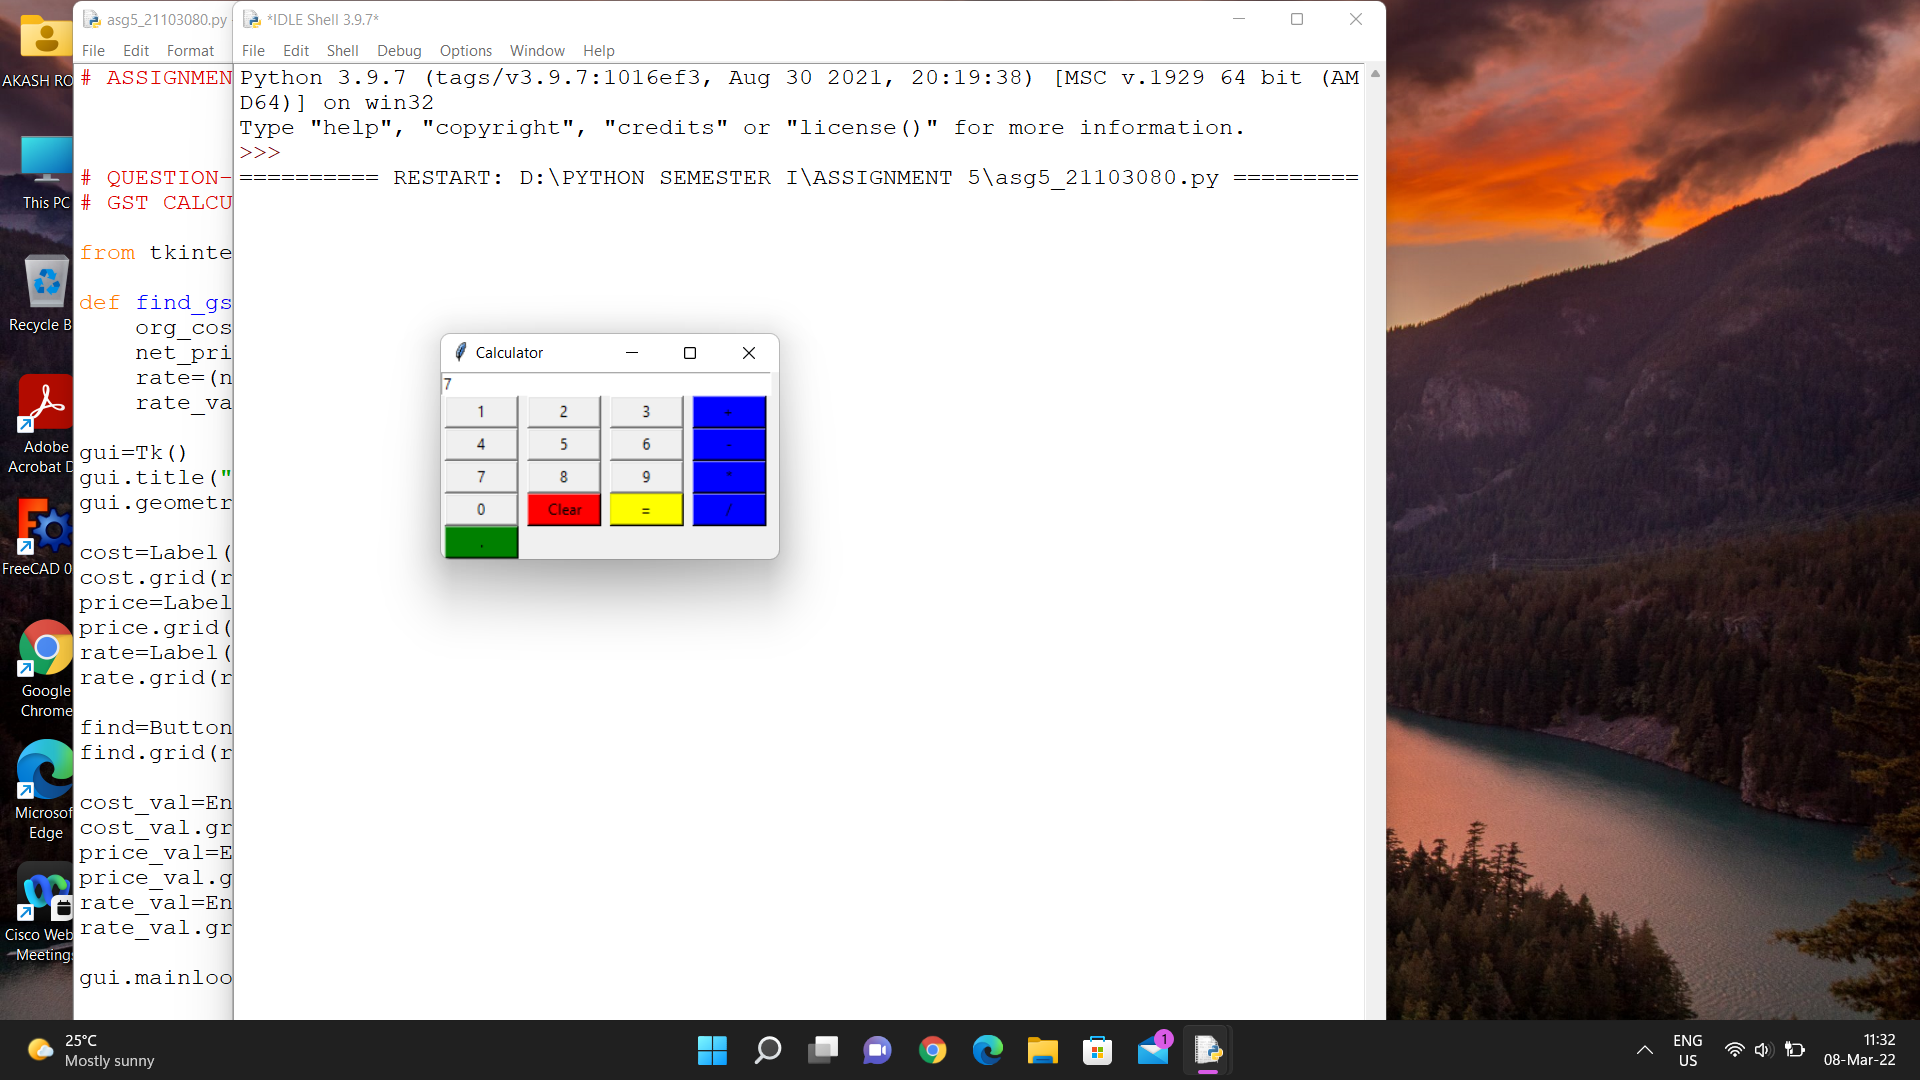 AKASH RO
This PC
Recycle B
Adobe
Acrobat D
FreeCAD 0
Google
Chrome
Microsof
Edge
Cisco Web
Meetings
asg5_21103080.py
File Edit Format
# ASSIGNMEN
# QUESTION-
# GST CALCU
from tkinte
def find_gs
org_cos
net_pri
rate=(n
rate_va
gui=Tk()
gui.title("
gui.geometr
cost=Label(
cost.grid(r
price=Label
price.grid(
rate=Label(
rate.grid(r
find=Button
find.grid(r
cost_val=En
cost_val.gr
price_val=E
price_val.g
rate_val=En
rate_val.gr
gui.mainloo
*IDLE Shell 3.9.7*
File Edit Shell Debug Options Window Help
Python 3.9.7 (tags/v3.9.7:1016ef3, Aug 30 2021, 20:19:38) [MSC v.1929 64 bit (AM
D64)] on win32
Type "help", "copyright", "credits" or "license()" for more information.
>>>
========== RESTART: D:\PYTHON SEMESTER I\ASSIGNMENT 5\asg5_21103080.py =========
Calculator
7
1 2 3 +
4 5 6 -
7 8 9 *
0 Clear = /
.
25°C
Mostly sunny
1
ENG
US
11:32
08-Mar-22